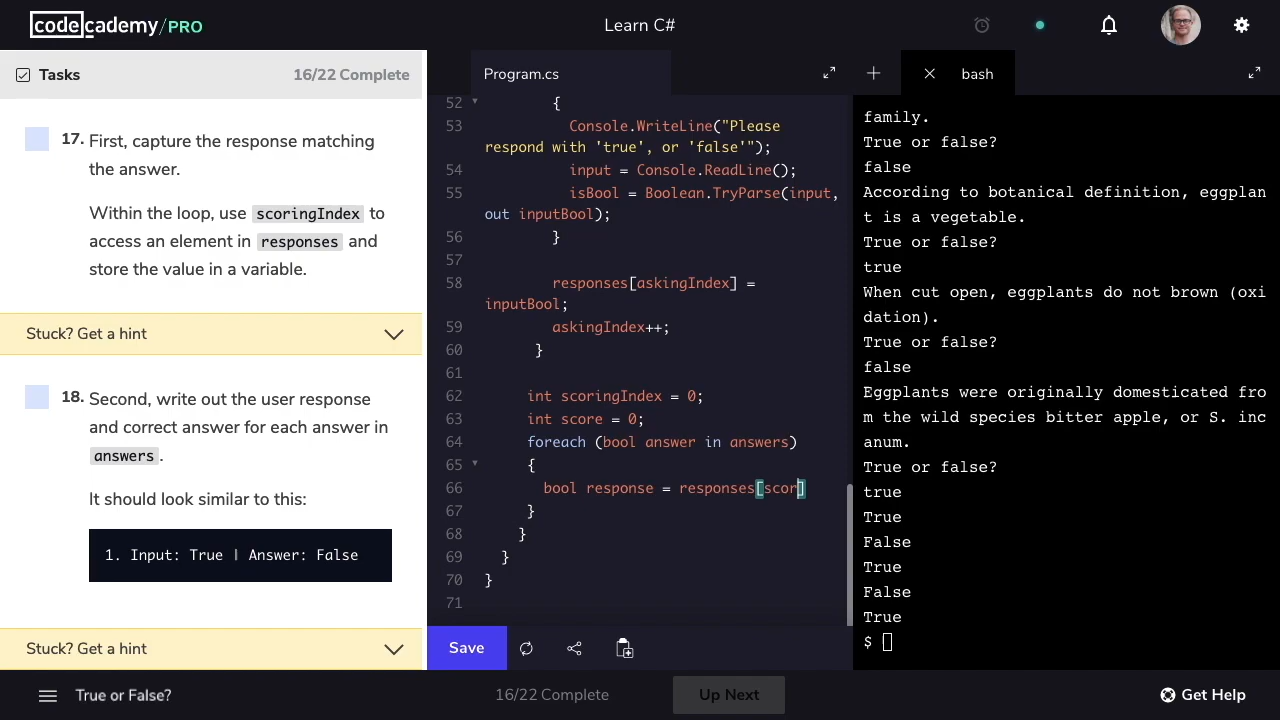 codecademy/PRO
Learn C#
Tasks
16/22 Complete
17. First, capture the response matching
the answer.
Within the loop, use scoringIndex to
access an element in responses and
store the value in a variable.
Stuck? Get a hint
18. Second, write out the user response
and correct answer for each answer in
answers.
It should look similar to this:
1. Input: True | Answer: False
Stuck? Get a hint
Program.cs
52 {
53 Console.WriteLine("Please
respond with 'true', or 'false'");
54 input = Console.ReadLine();
55 isBool = Boolean.TryParse(input,
out inputBool);
56 }
57
58 responses[askingIndex] =
inputBool;
59 askingIndex++;
60 }
61
62 int scoringIndex = 0;
63 int score = 0;
64 foreach (bool answer in answers)
65 {
66 bool response = responses[scor]
67 }
68 }
69 }
70 }
71
Save
bash
family.
True or false?
false
According to botanical definition, eggplan
t is a vegetable.
True or false?
true
When cut open, eggplants do not brown (oxi
dation).
True or false?
false
Eggplants were originally domesticated fro
m the wild species bitter apple, or S. inc
anum.
True or false?
true
True
False
True
False
True
$
True or False?
16/22 Complete
Up Next
Get Help